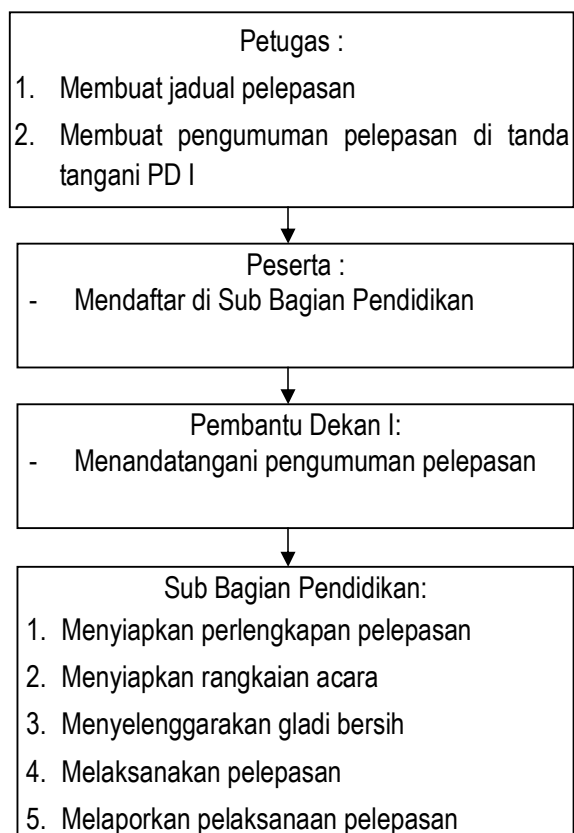 Petugas :
1. Membuat jadual pelepasan
2. Membuat pengumuman pelepasan di tanda
tangani PD I
Peserta :
- Mendaftar di Sub Bagian Pendidikan
Pembantu Dekan I:
- Menandatangani pengumuman pelepasan
Sub Bagian Pendidikan:
1. Menyiapkan perlengkapan pelepasan
2. Menyiapkan rangkaian acara
3. Menyelenggarakan gladi bersih
4. Melaksanakan pelepasan
5. Melaporkan pelaksanaan pelepasan